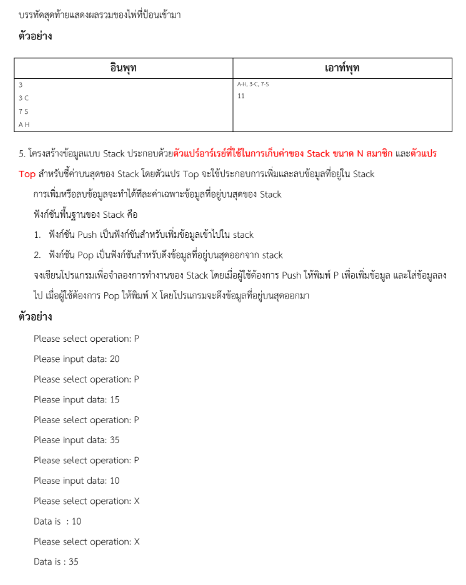 บรรทัดสุดท้ายแสดงผลรวมของไพ่ที่ป้อนเข้ามา
ตัวอย่าง
อินพุท
เอาท์พุท
3
3 C
7 S
A H
A-H, 3-C, 7-S
11
5. โครงสร้างข้อมูลแบบ Stack ประกอบด้วยตัวแปร์อาร์เรย์ที่ใช้ในการเก็บค่าของ Stack ขนาด N สมาชิก และตัวแปร
Top สำหรับชี้ค่าบนสุดของ Stack โดยตัวแปร Top จะใช้ประกอบการเพิ่มและลบข้อมูลที่อยู่ใน Stack
การเพิ่มหรือลบข้อมูลจะทำได้ทีละค่าเฉพาะข้อมูลที่อยู่บนสุดของ Stack
ฟังก์ชันพื้นฐานของ Stack คือ
1. ฟังก์ชัน Push เป็นฟังก์ชันสำหรับเพิ่มข้อมูลเข้าไปใน stack
2. ฟังก์ชัน Pop เป็นฟังก์ชันสำหรับดึงข้อมูลที่อยู่บนสุดออกจาก stack
จงเขียนโปรแกรมเพื่อจำลองการทำงานของ Stack โดยเมื่อผู้ใช้ต้องการ Push ให้พิมพ์ P เพื่อเพิ่มข้อมูล และใส่ข้อมูลลง
ไป เมื่อผู้ใช้ต้องการ Pop ให้พิมพ์ X โดยโปรแกรมจะดึงข้อมูลที่อยู่บนสุดออกมา
ตัวอย่าง
Please select operation: P
Please input data: 20
Please select operation: P
Please input data: 15
Please select operation: P
Please input data: 35
Please select operation: P
Please input data: 10
Please select operation: X
Data is : 10
Please select operation: X
Data is : 35